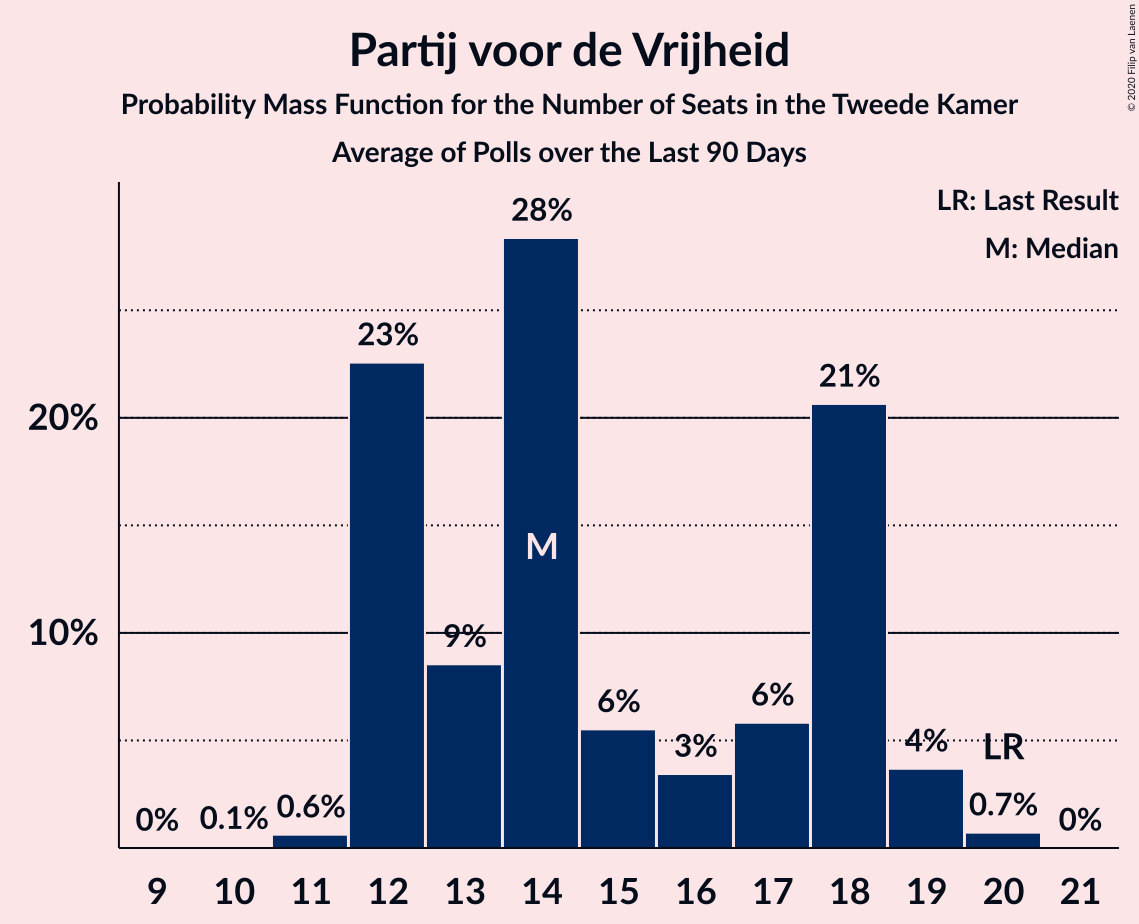 Partij voor de Vrijheid
Probability Mass Function for the Number of Seats in the Tweede Kamer
Average of Polls over the Last 90 Days
© 2020 Filip van Laenen
LR: Last Result
M: Median
28%
23%
21%
20%
M
10%
9%
6%
6%
3%
4%
LR
0%
0.1%
0.6%
0.7%
0%
9 10 11 12 13 14 15 16 17 18 19 20 21